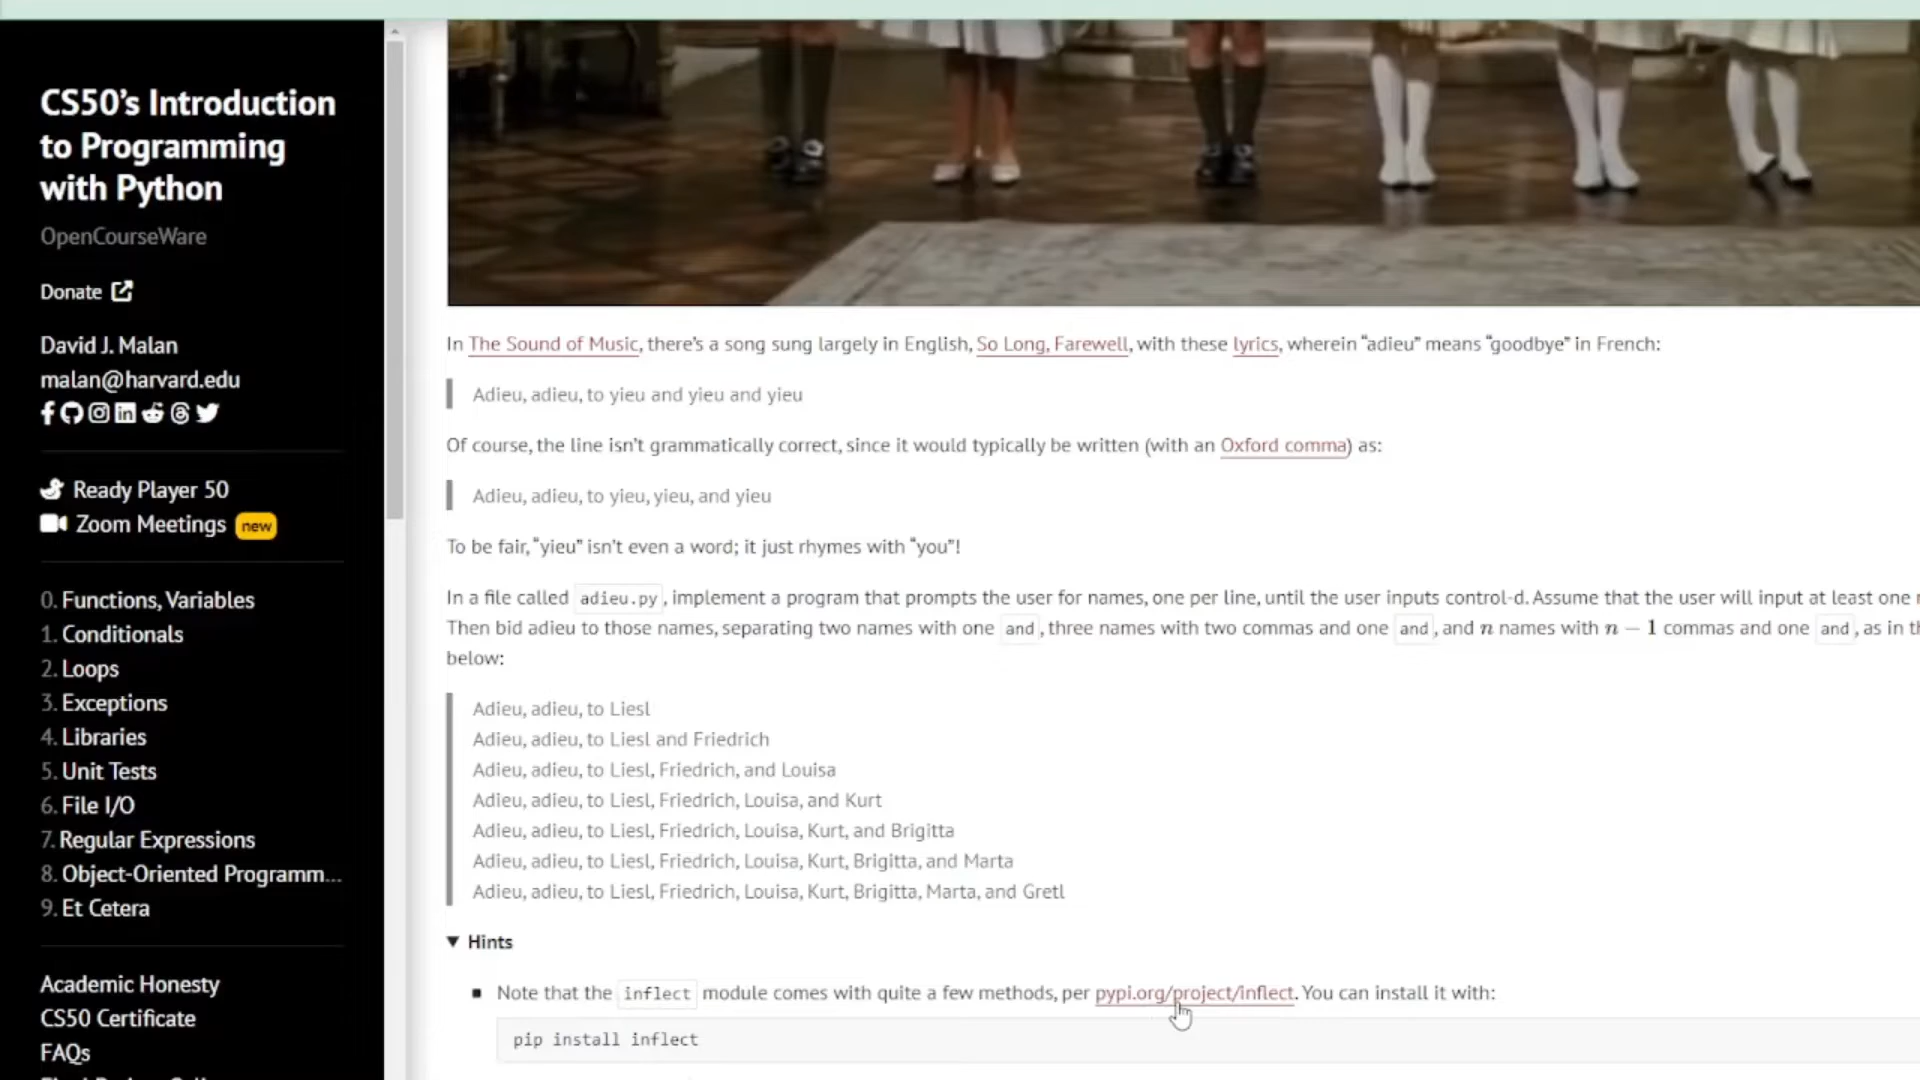 CS50's Introduction
to Programming
with Python
OpenCourseWare
Donate
David J. Malan
malan@harvard.edu
Ready Player 50
Zoom Meetings new
0. Functions, Variables
1. Conditionals
2. Loops
3. Exceptions
4. Libraries
5. Unit Tests
6. File I/O
7. Regular Expressions
8. Object-Oriented Programm...
9. Et Cetera
Academic Honesty
CS50 Certificate
FAQs
In The Sound of Music, there's a song sung largely in English, So Long, Farewell, with these lyrics, wherein “adieu” means “goodbye” in French:
Adieu, adieu, to yieu and yieu and yieu
Of course, the line isn't grammatically correct, since it would typically be written (with an Oxford comma) as:
Adieu, adieu, to yieu, yieu, and yieu
To be fair, “yieu” isn't even a word; it just rhymes with “you”!
In a file called adieu.py, implement a program that prompts the user for names, one per line, until the user inputs control-d. Assume that the user will input at least one
Then bid adieu to those names, separating two names with one and, three names with two commas and one and, and n names with n − 1 commas and one and, as in
below:
Adieu, adieu, to Liesl
Adieu, adieu, to Liesl and Friedrich
Adieu, adieu, to Liesl, Friedrich, and Louisa
Adieu, adieu, to Liesl, Friedrich, Louisa, and Kurt
Adieu, adieu, to Liesl, Friedrich, Louisa, Kurt, and Brigitta
Adieu, adieu, to Liesl, Friedrich, Louisa, Kurt, Brigitta, and Marta
Adieu, adieu, to Liesl, Friedrich, Louisa, Kurt, Brigitta, Marta, and Gretl
▼ Hints
▪ Note that the inflect module comes with quite a few methods, per pypi.org/project/inflect. You can install it with:
pip install inflect